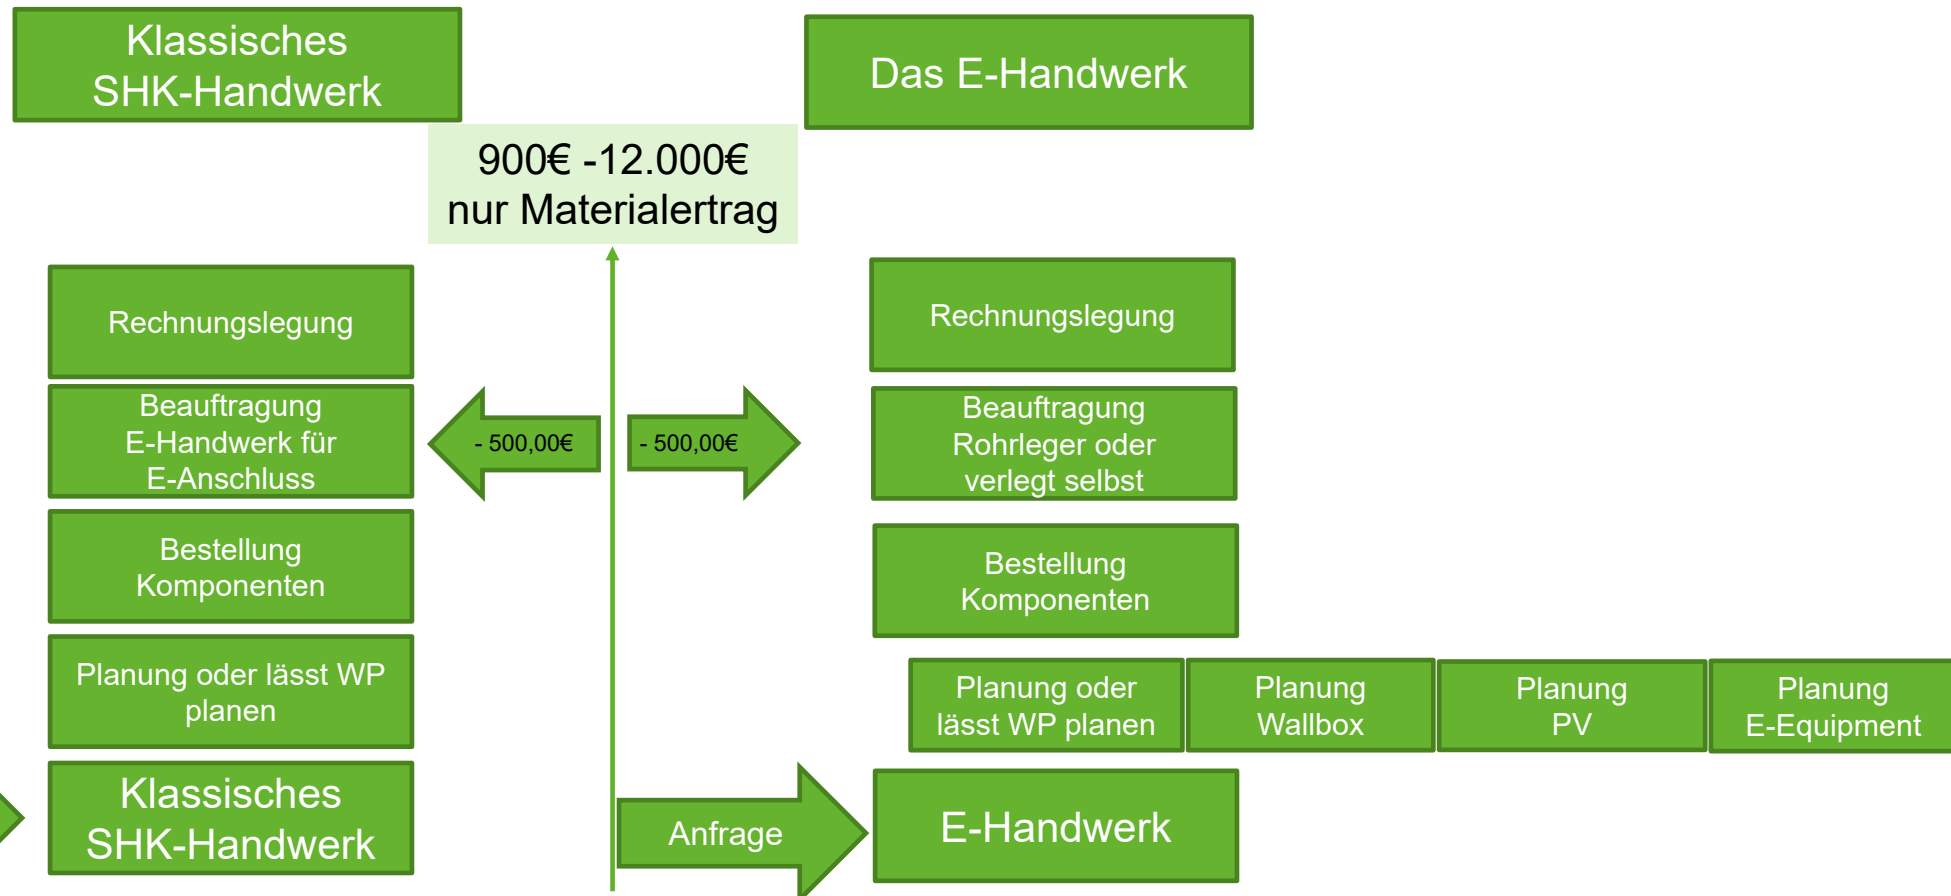 Klassisches
SHK-Handwerk
Das E-Handwerk
900€ -12.000€
nur Materialertrag
Rechnungslegung
Rechnungslegung
Beauftragung
E-Handwerk für
E-Anschluss
- 500,00€
- 500,00€
Beauftragung
Rohrleger oder
verlegt selbst
Bestellung
Komponenten
Bestellung
Komponenten
Planung oder lässt WP
planen
Planung oder
lässt WP planen
Planung
Wallbox
Planung
PV
Planung
E-Equipment
Klassisches
SHK-Handwerk
Anfrage
E-Handwerk